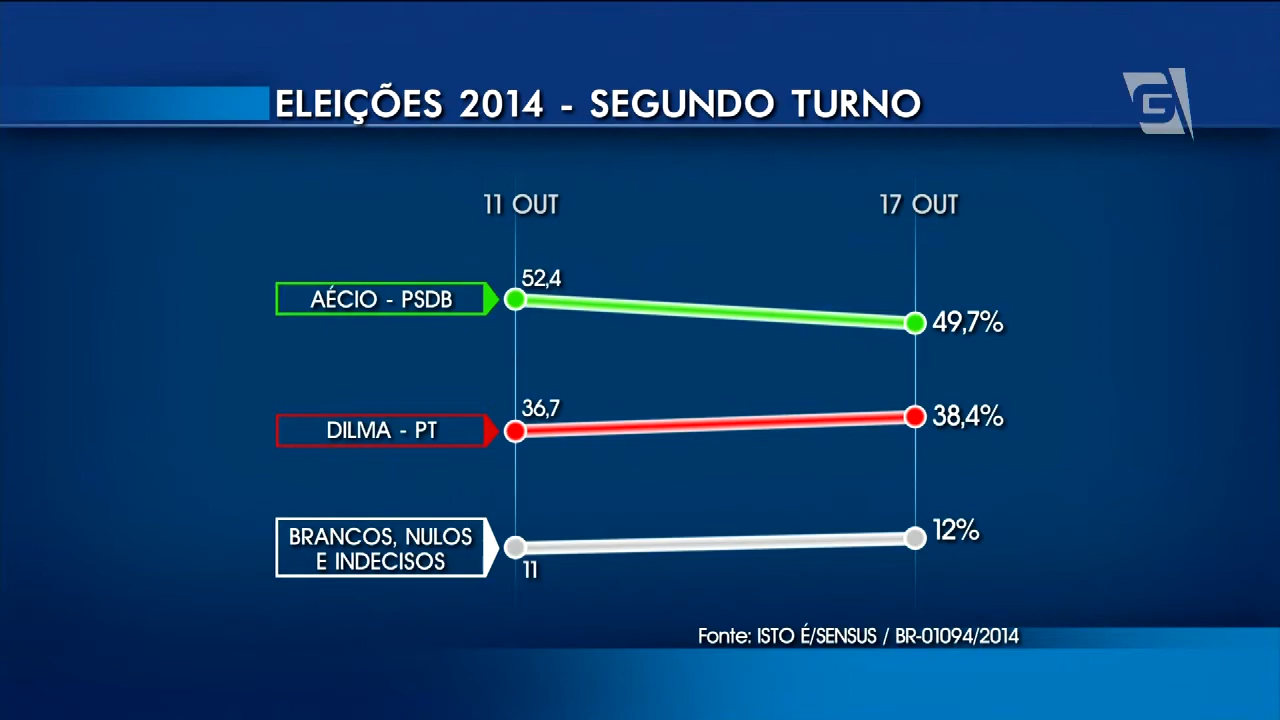 ELEIÇÕES 2014 - SEGUNDO TURNO
11 OUT
17 OUT
AÉCIO - PSDB
52,4
49,7%
DILMA - PT
36,7
38,4%
BRANCOS, NULOS
E INDECISOS
11
12%
Fonte: ISTO É/SENSUS / BR-01094/2014